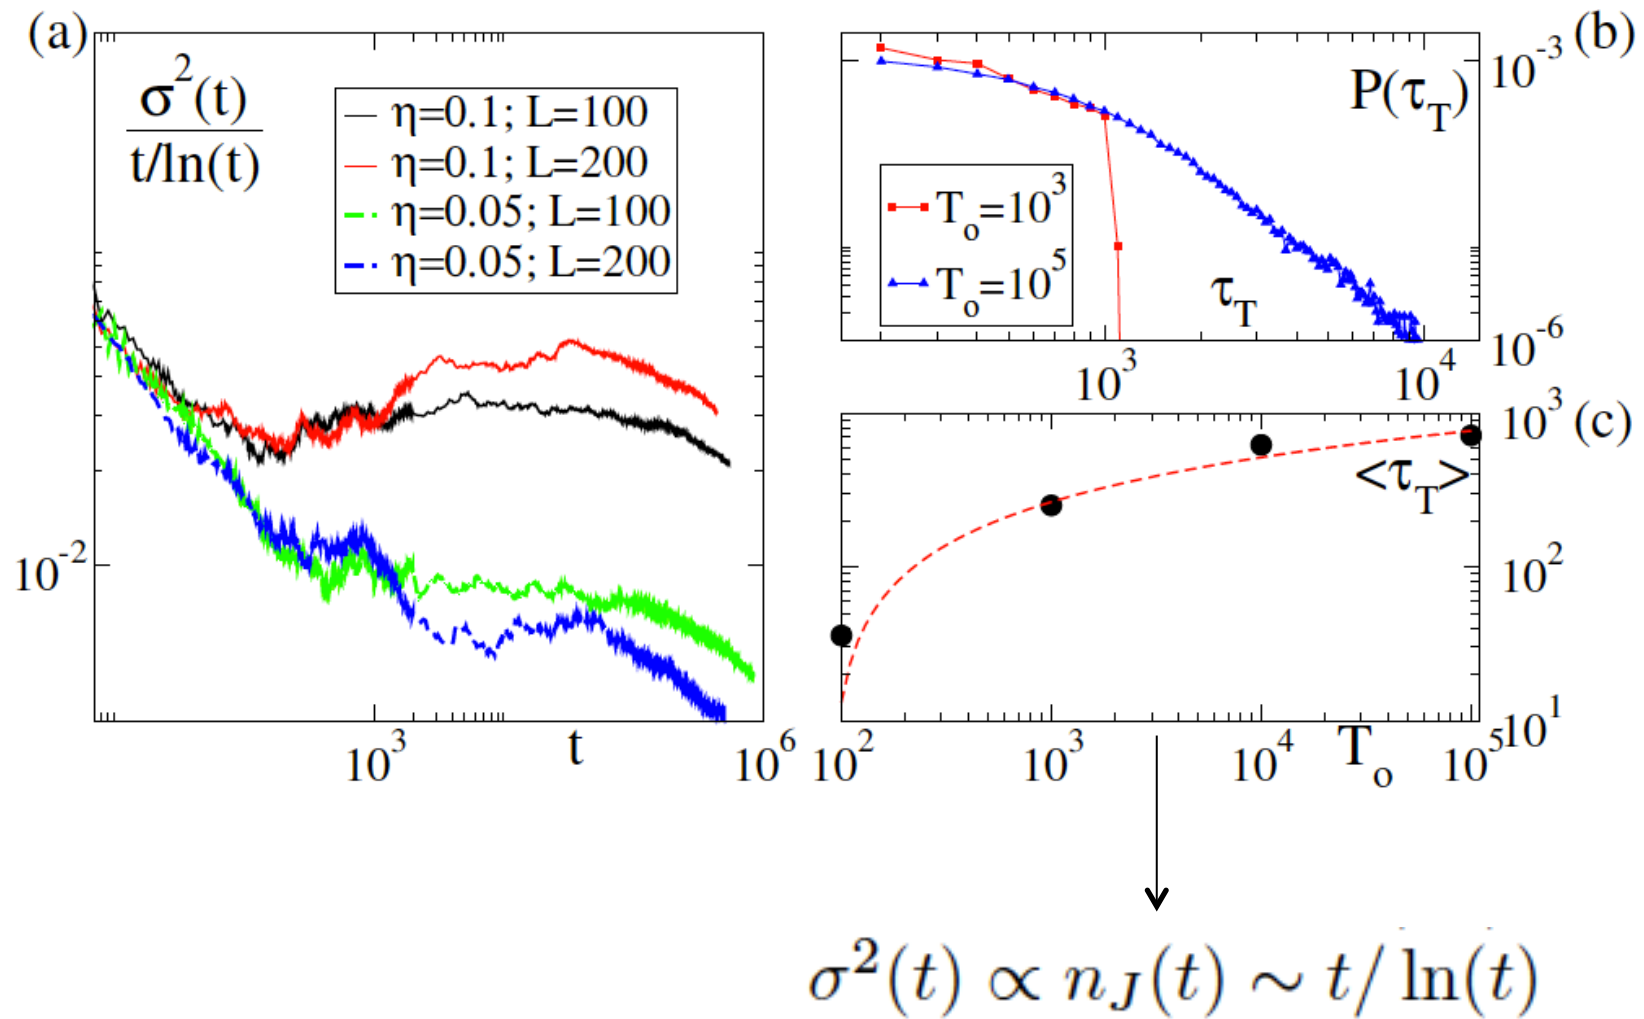 (a)
σ²(t)
t/ln(t)
η=0.1; L=100
η=0.1; L=200
η=0.05; L=100
η=0.05; L=200
10⁻²
10³
t
10⁶
(b)
10⁻³
P(τ_T)
T_o=10³
T_o=10⁵
τ_T
10⁻⁶
10³
10⁴
(c)
10³
<τ_T>
10²
10¹
10²
10³
10⁴
T_o
10⁵
σ²(t) ∝ n_J(t) ∼ t/ ln(t)